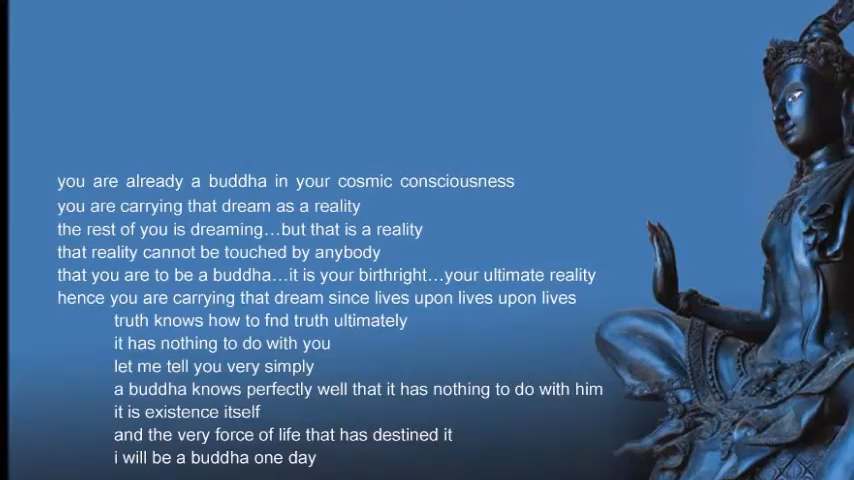 you are already a buddha in your cosmic consciousness
you are carrying that dream as a reality
the rest of you is dreaming...but that is a reality
that reality cannot be touched by anybody
that you are to be a buddha...it is your birthright...your ultimate reality
hence you are carrying that dream since lives upon lives upon lives
truth knows how to fnd truth ultimately
it has nothing to do with you
let me tell you very simply
a buddha knows perfectly well that it has nothing to do with him
it is existence itself
and the very force of life that has destined it
i will be a buddha one day